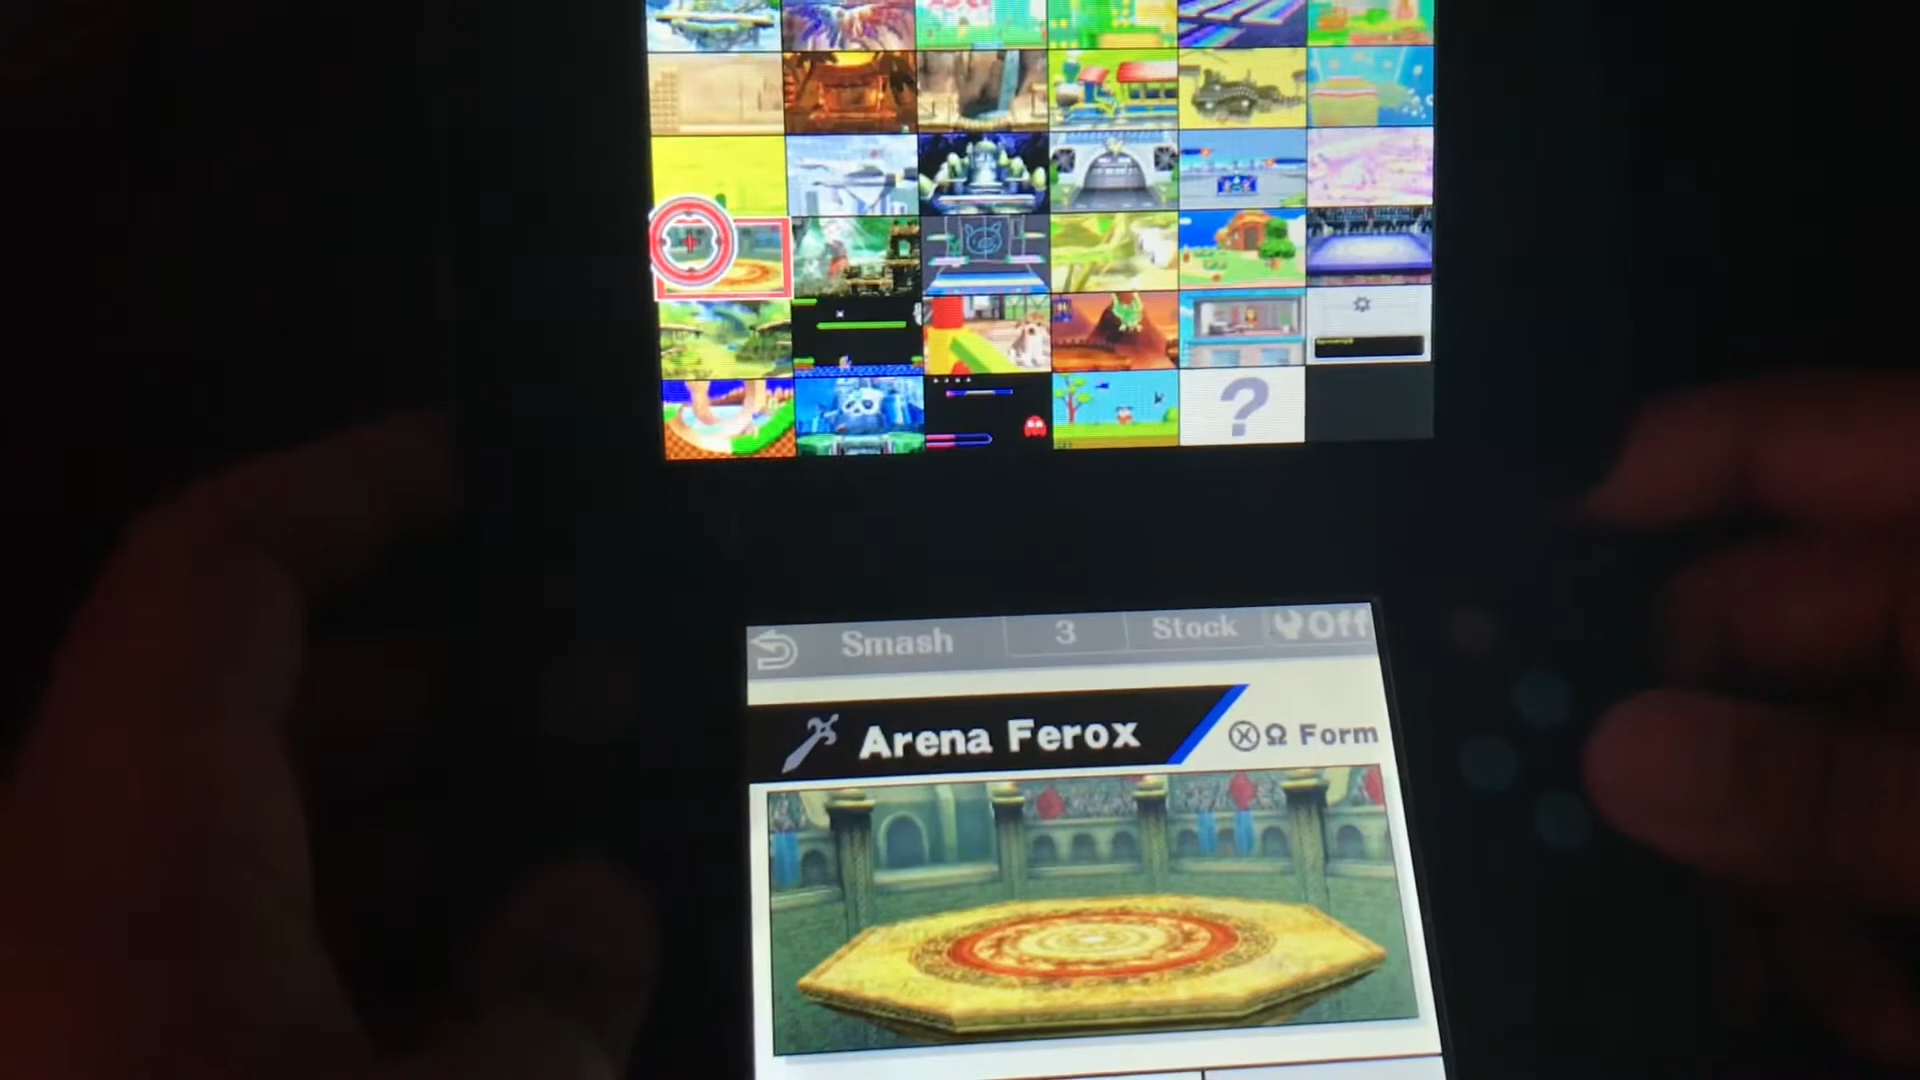 ?
Smash 3 Stock Off
Arena Ferox
Ⓧ Ω Form